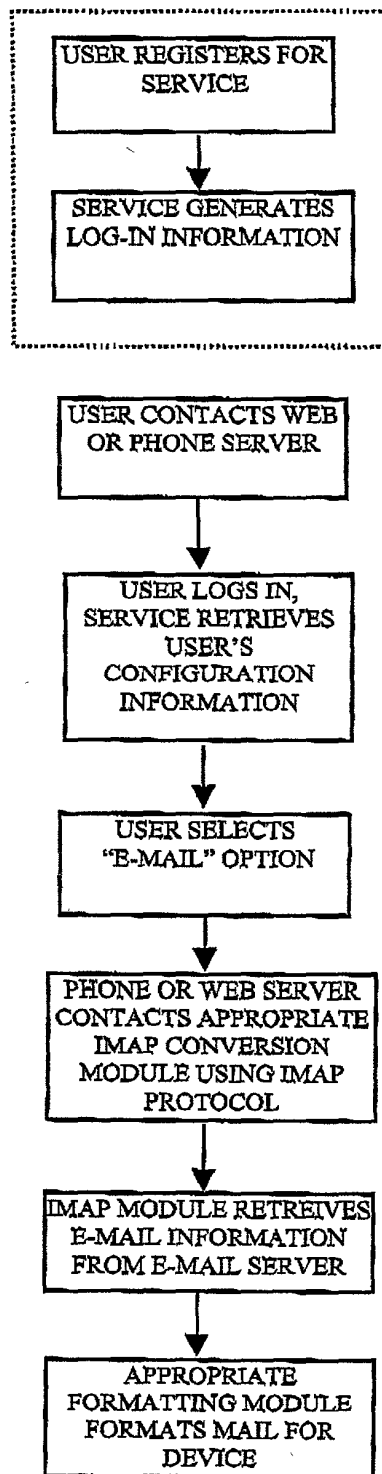 USER REGISTERS FOR
SERVICE
SERVICE GENERATES
LOG-IN INFORMATION
USER CONTACTS WEB
OR PHONE SERVER
USER LOGS IN,
SERVICE RETRIEVES
USER'S
CONFIGURATION
INFORMATION
USER SELECTS
“E-MAIL” OPTION
PHONE OR WEB SERVER
CONTACTS APPROPRIATE
IMAP CONVERSION
MODULE USING IMAP
PROTOCOL
IMAP MODULE RETREIVES
E-MAIL INFORMATION
FROM E-MAIL SERVER
APPROPRIATE
FORMATTING MODULE
FORMATS MAIL FOR
DEVICE